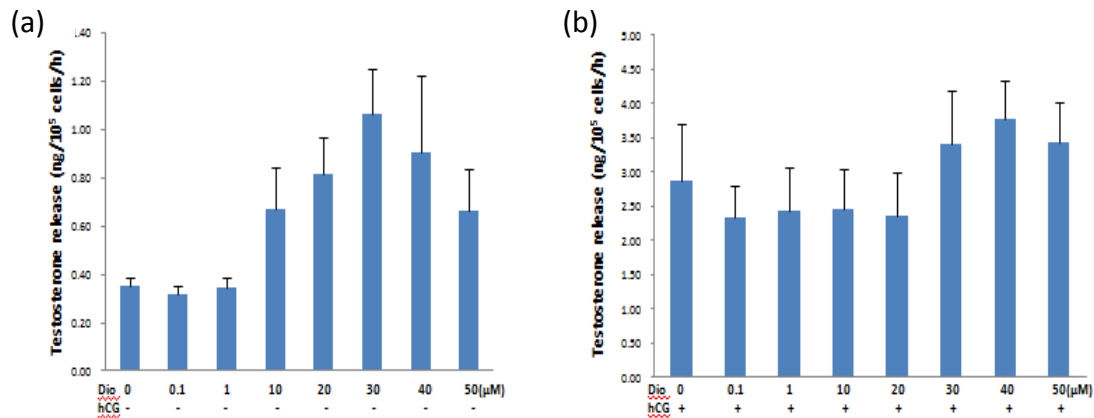 (a)
Testosterone release (ng/10⁵ cells/h)
1.40
1.20
1.00
0.80
0.60
0.40
0.20
0.00
Dio 0 0.1 1 10 20 30 40 50(μM)
hCG - - - - - - - -
(b)
Testosterone release (ng/10⁵ cells/h)
5.00
4.50
4.00
3.50
3.00
2.50
2.00
1.50
1.00
0.50
0.00
Dio 0 0.1 1 10 20 30 40 50(μM)
hCG + + + + + + + +